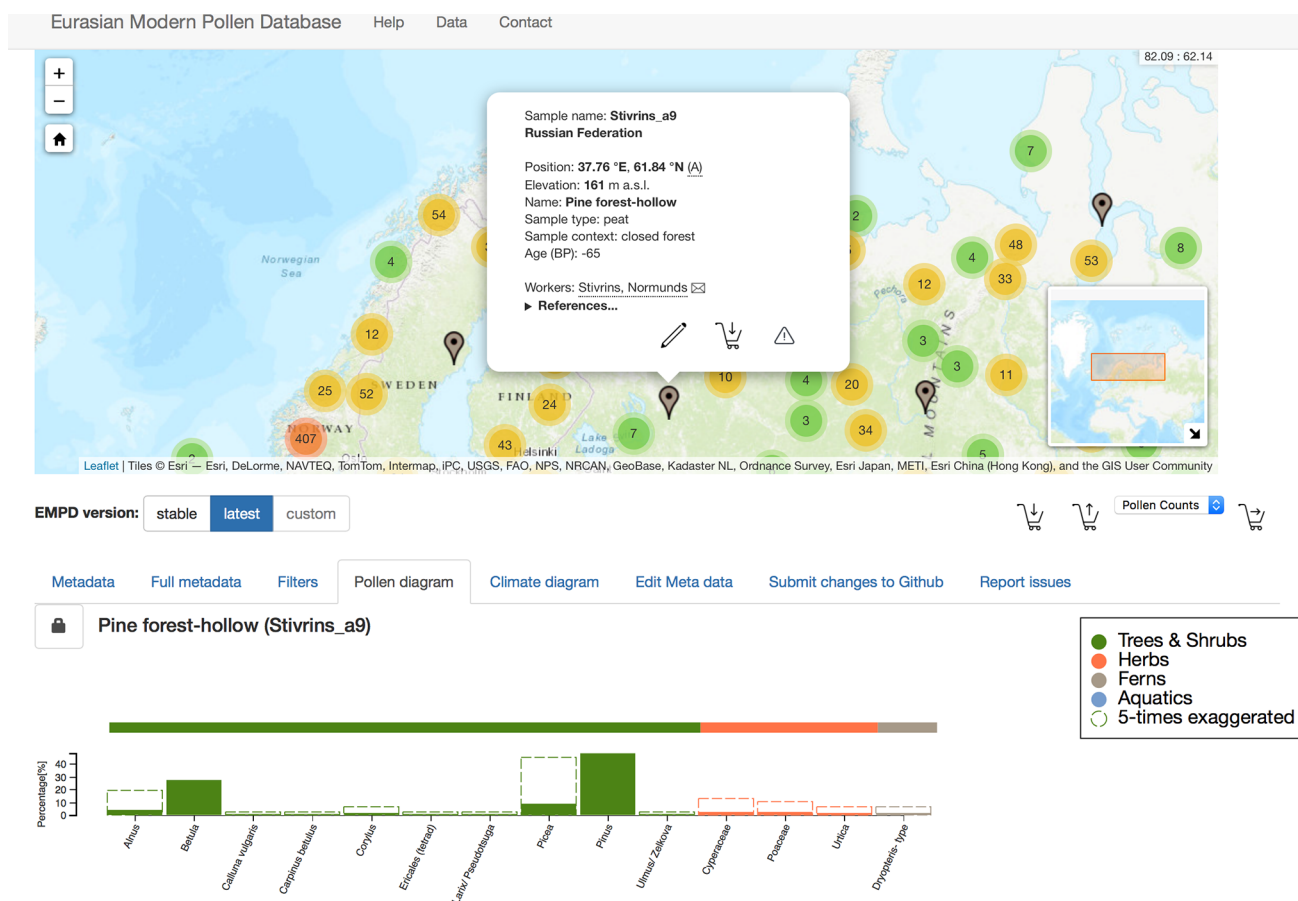 Eurasian Modern Pollen Database Help Data Contact
82.09 : 62.14
+
−
Sample name: Stivrins_a9
Russian Federation
Position: 37.76 °E, 61.84 °N (A)
Elevation: 161 m a.s.l.
Name: Pine forest-hollow
Sample type: peat
Sample context: closed forest
Age (BP): -65
Workers: Stivrins, Normunds
▶ References...
7
54
2
4
Norwegian
Sea
48
4
53
8
12
33
Pechora
12
3
3
11
25
52
SWEDEN
10
4
20
FINLAND
24
MOUNTAINS
3
34
407
NORWAY
43
Helsinki
Lake
Ladoga
7
5
Oslo
Leaflet | Tiles © Esri — Esri, DeLorme, NAVTEQ, TomTom, Intermap, iPC, USGS, FAO, NPS, NRCAN, GeoBase, Kadaster NL, Ordnance Survey, Esri Japan, METI, Esri China (Hong Kong), and the GIS User Community
EMPD version: stable latest custom
Pollen Counts
Metadata Full metadata Filters Pollen diagram Climate diagram Edit Meta data Submit changes to Github Report issues
Pine forest-hollow (Stivrins_a9)
Trees & Shrubs
Herbs
Ferns
Aquatics
5-times exaggerated
Percentage[%]
40
30
20
10
0
Alnus
Betula
Calluna vulgaris
Carpinus betulus
Corylus
Ericales (tetrad)
Larix/ Pseudotsuga
Picea
Pinus
Ulmus/ Zelkova
Cyperaceae
Poaceae
Urtica
Dryopteris- type